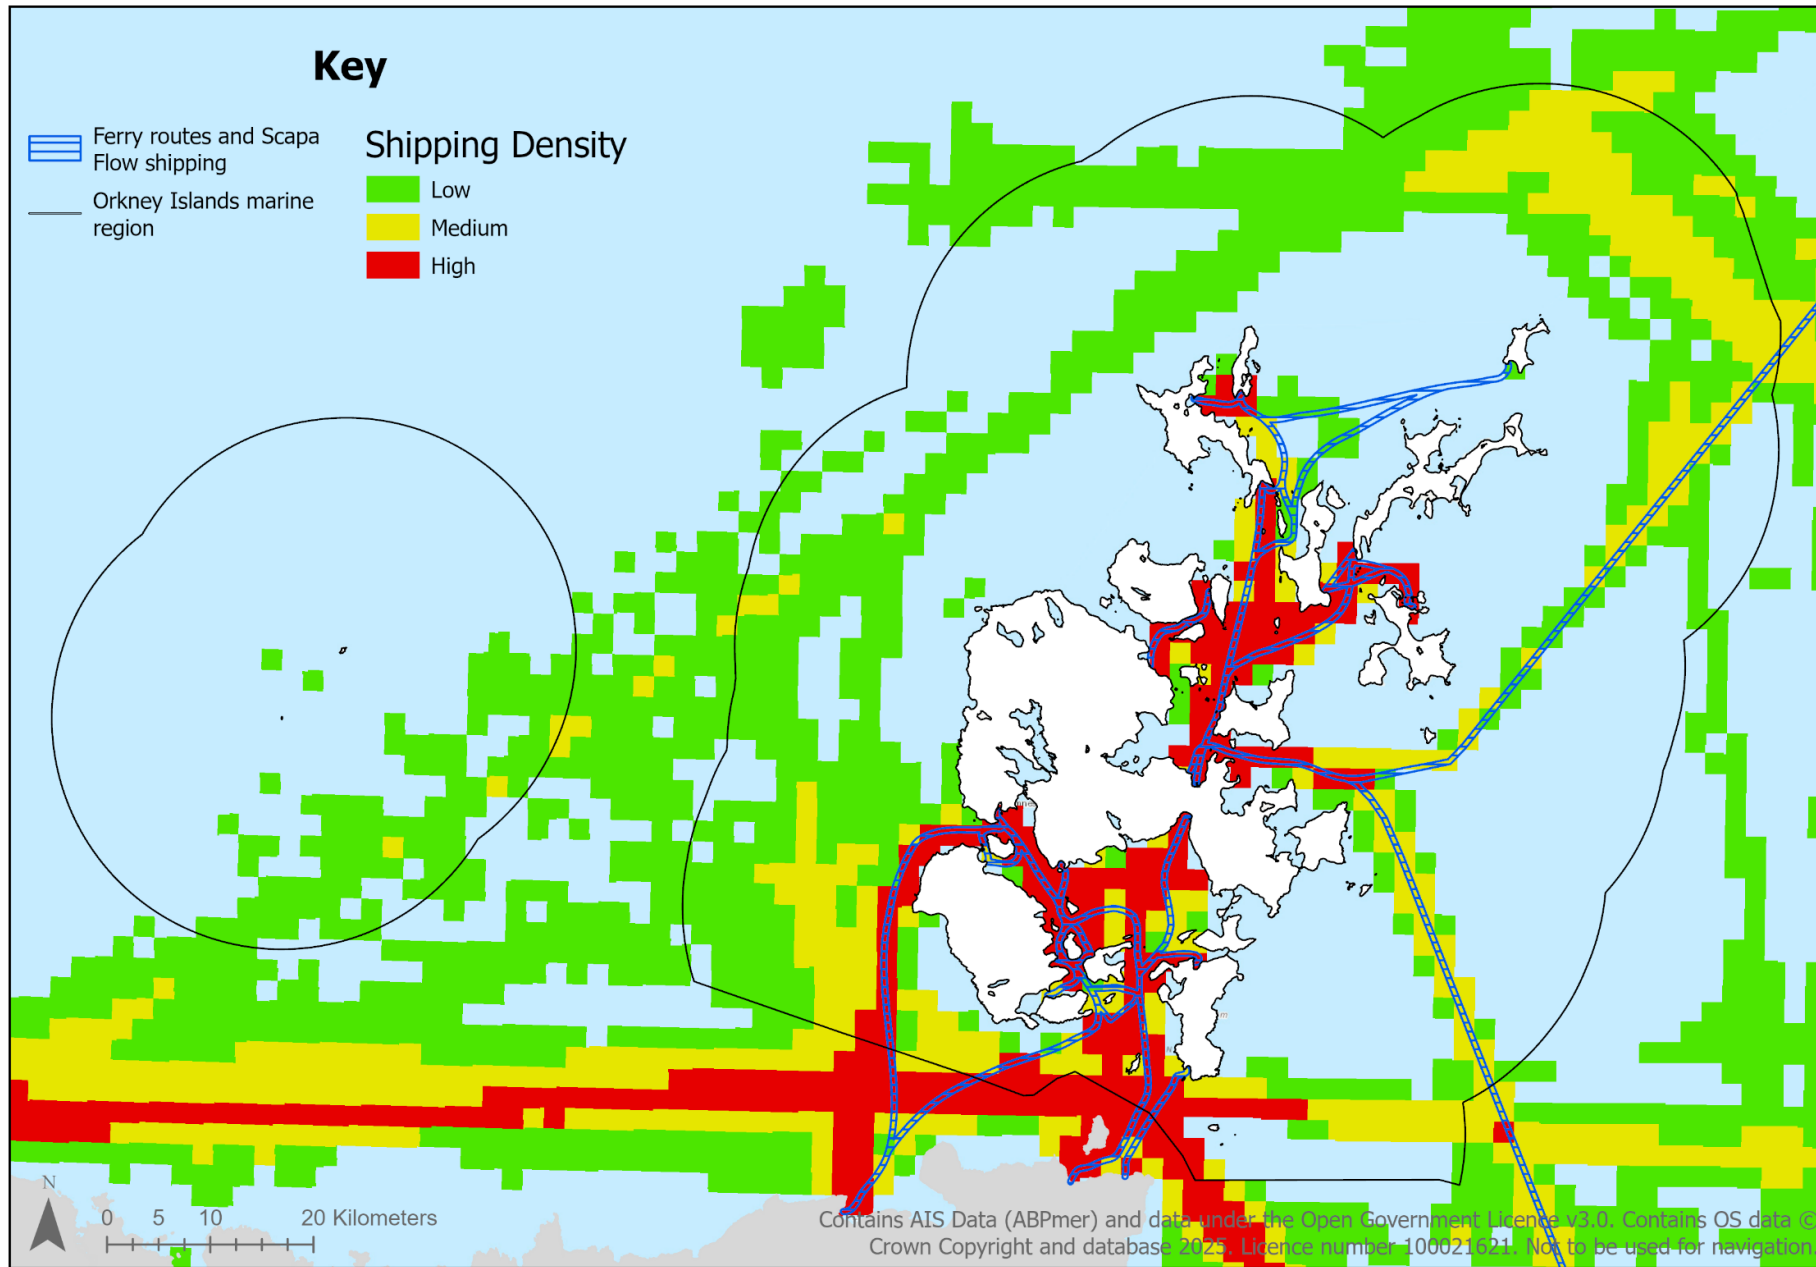 Key
Ferry routes and Scapa
Flow shipping
Orkney Islands marine
region
Shipping Density
Low
Medium
High
N
0 5 10 20 Kilometers
Contains AIS Data (ABPmer) and data under the Open Government Licence v3.0. Contains OS data ©
Crown Copyright and database 2025. Licence number 100021621. Not to be used for navigation.